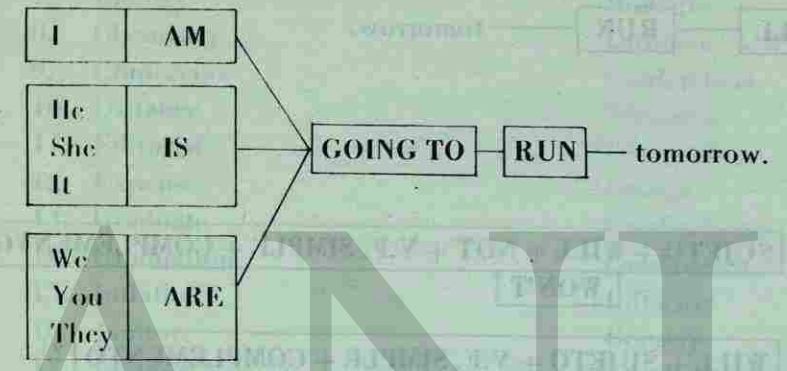 I AM
He
She IS GOING TO RUN tomorrow.
It
We
You ARE
They